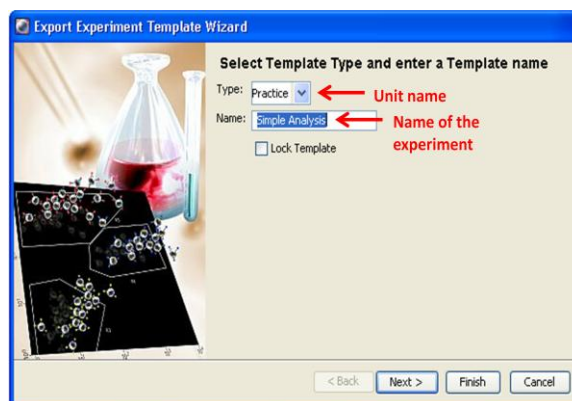 Export Experiment Template Wizard
Select Template Type and enter a Template name
Type: Practice Unit name
Name: Simple Analysis Name of the
experiment
Lock Template
< Back Next > Finish Cancel